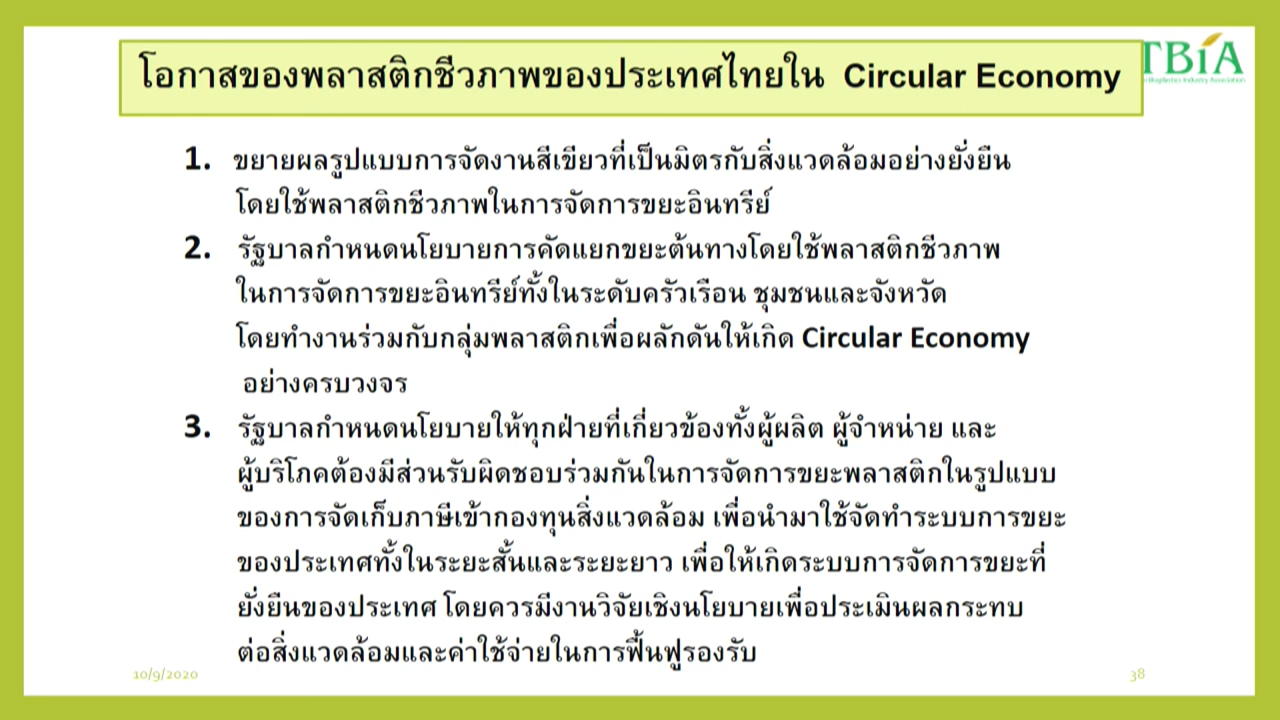 โอกาสของพลาสติกชีวภาพของประเทศไทยใน Circular Economy
TBiA
Bioplastics Industry Association
1. ขยายผลรูปแบบการจัดงานสีเขียวที่เป็นมิตรกับสิ่งแวดล้อมอย่างยั่งยืน
โดยใช้พลาสติกชีวภาพในการจัดการขยะอินทรีย์
2. รัฐบาลกำหนดนโยบายการคัดแยกขยะต้นทางโดยใช้พลาสติกชีวภาพ
ในการจัดการขยะอินทรีย์ทั้งในระดับครัวเรือน ชุมชนและจังหวัด
โดยทำงานร่วมกับกลุ่มพลาสติกเพื่อผลักดันให้เกิด Circular Economy
อย่างครบวงจร
3. รัฐบาลกำหนดนโยบายให้ทุกฝ่ายที่เกี่ยวข้องทั้งผู้ผลิต ผู้จำหน่าย และ
ผู้บริโภคต้องมีส่วนรับผิดชอบร่วมกันในการจัดการขยะพลาสติกในรูปแบบ
ของการจัดเก็บภาษีเข้ากองทุนสิ่งแวดล้อม เพื่อนำมาใช้จัดทำระบบการขยะ
ของประเทศทั้งในระยะสั้นและระยะยาว เพื่อให้เกิดระบบการจัดการขยะที่
ยั่งยืนของประเทศ โดยควรมีงานวิจัยเชิงนโยบายเพื่อประเมินผลกระทบ
ต่อสิ่งแวดล้อมและค่าใช้จ่ายในการฟื้นฟูรองรับ
10/9/2020
38